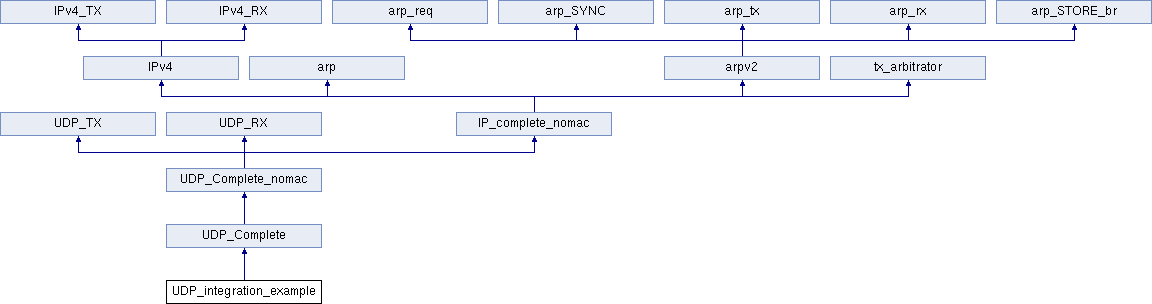 IPv4_TX
IPv4_RX
arp_req
arp_SYNC
arp_tx
arp_rx
arp_STORE_br
IPv4
arp
arpv2
tx_arbitrator
UDP_TX
UDP_RX
IP_complete_nomac
UDP_Complete_nomac
UDP_Complete
UDP_integration_example